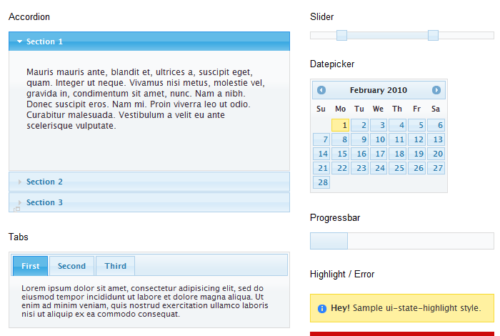 Accordion
Section 1
Mauris mauris ante, blandit et, ultrices a, suscipit eget,
quam. Integer ut neque. Vivamus nisi metus, molestie vel,
gravida in, condimentum sit amet, nunc. Nam a nibh.
Donec suscipit eros. Nam mi. Proin viverra leo ut odio.
Curabitur malesuada. Vestibulum a velit eu ante
scelerisque vulputate.
Section 2
Section 3
Tabs
First Second Third
Lorem ipsum dolor sit amet, consectetur adipisicing elit, sed do
eiusmod tempor incididunt ut labore et dolore magna aliqua. Ut
enim ad minim veniam, quis nostrud exercitation ullamco laboris
nisi ut aliquip ex ea commodo consequat.
Slider
Datepicker
February 2010
Su Mo Tu We Th Fr Sa
1 2 3 4 5 6
7 8 9 10 11 12 13
14 15 16 17 18 19 20
21 22 23 24 25 26 27
28
Progressbar
Highlight / Error
Hey! Sample ui-state-highlight style.